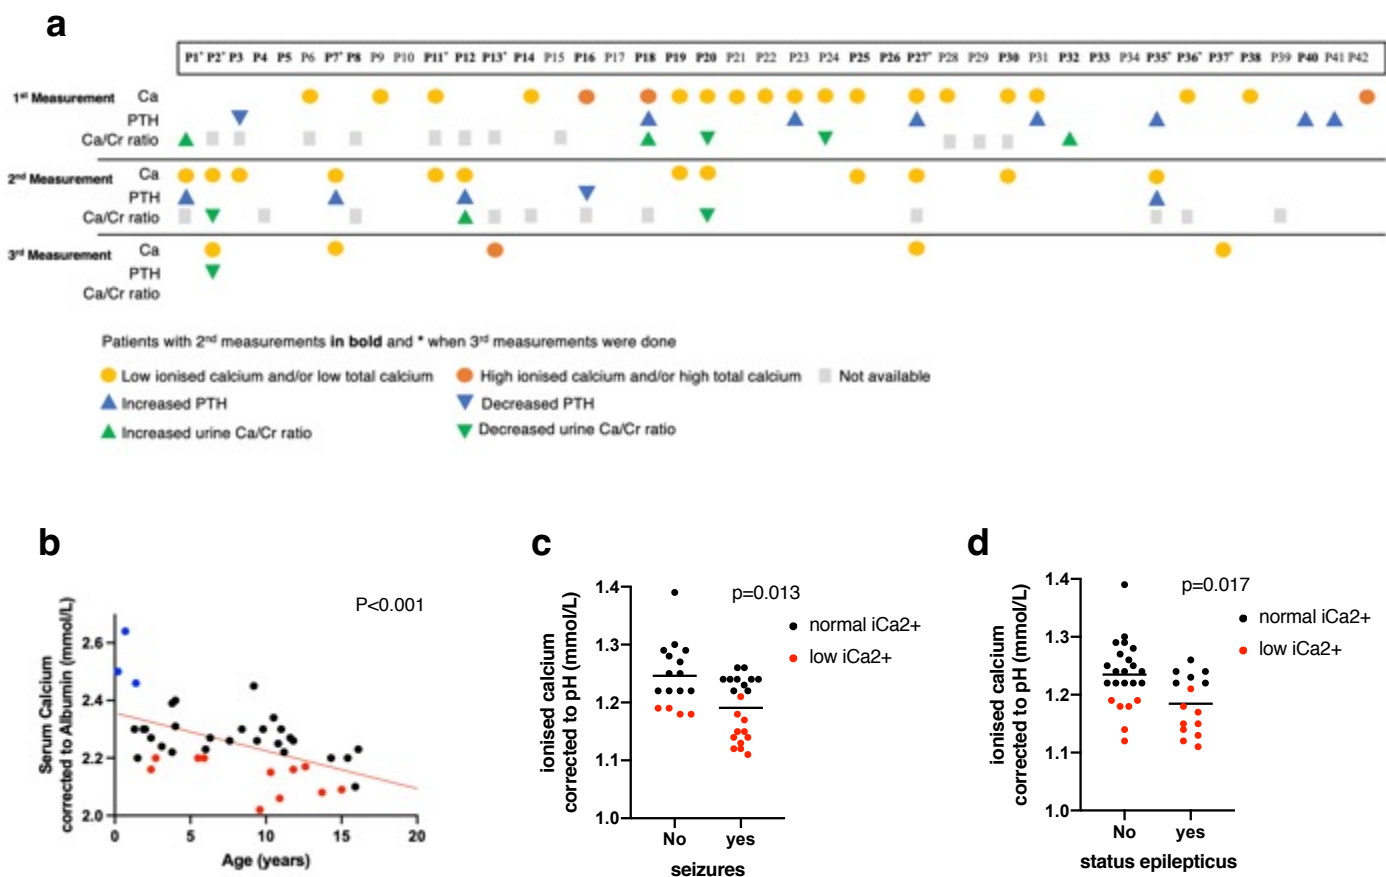 a
P1* P2* P3 P4 P5 P6 P7* P8 P9 P10 P11* P12 P13* P14 P15 P16 P17 P18 P19 P20 P21 P22 P23 P24 P25 P26 P27* P28 P29 P30 P31 P32 P33 P34 P35* P36* P37* P38 P39 P40 P41 P42
1st Measurement Ca
PTH
Ca/Cr ratio
2nd Measurement Ca
PTH
Ca/Cr ratio
3rd Measurement Ca
PTH
Ca/Cr ratio
Patients with 2nd measurements in bold and * when 3rd measurements were done
Low ionised calcium and/or low total calcium High ionised calcium and/or high total calcium Not available
Increased PTH Decreased PTH
Increased urine Ca/Cr ratio Decreased urine Ca/Cr ratio
b
P<0.001
Serum Calcium
corrected to Albumin (mmol/L)
2.6
2.4
2.2
2.0
0 5 10 15 20
Age (years)
c
p=0.013
ionised calcium
corrected to pH (mmol/L)
1.4
1.3
1.2
1.1
1.0
normal iCa2+
low iCa2+
No yes
seizures
d
p=0.017
ionised calcium
corrected to pH (mmol/L)
1.4
1.3
1.2
1.1
1.0
normal iCa2+
low iCa2+
No yes
status epilepticus